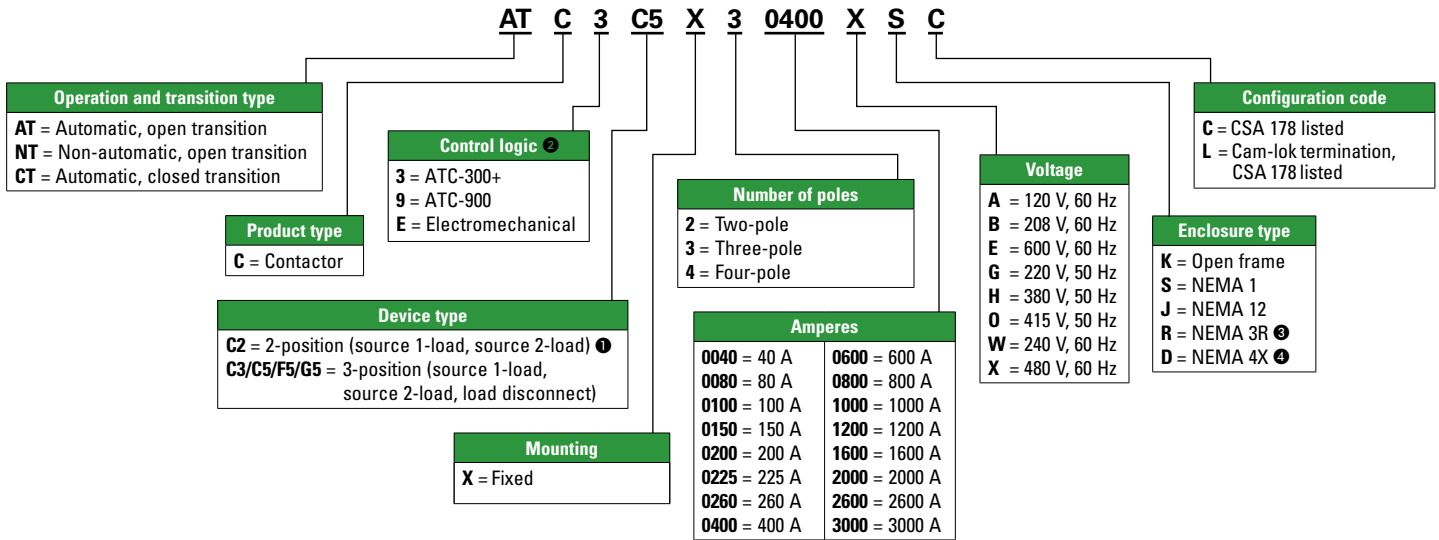 AT C 3 C5 X 3 0400 X S C
Operation and transition type
AT = Automatic, open transition
NT = Non-automatic, open transition
CT = Automatic, closed transition
Product type
C = Contactor
Control logic ❷
3 = ATC-300+
9 = ATC-900
E = Electromechanical
Device type
C2 = 2-position (source 1-load, source 2-load) ❶
C3/C5/F5/G5 = 3-position (source 1-load,
source 2-load, load disconnect)
Mounting
X = Fixed
Number of poles
2 = Two-pole
3 = Three-pole
4 = Four-pole
Amperes
0040 = 40 A
0080 = 80 A
0100 = 100 A
0150 = 150 A
0200 = 200 A
0225 = 225 A
0260 = 260 A
0400 = 400 A
0600 = 600 A
0800 = 800 A
1000 = 1000 A
1200 = 1200 A
1600 = 1600 A
2000 = 2000 A
2600 = 2600 A
3000 = 3000 A
Voltage
A = 120 V, 60 Hz
B = 208 V, 60 Hz
E = 600 V, 60 Hz
G = 220 V, 50 Hz
H = 380 V, 50 Hz
O = 415 V, 50 Hz
W = 240 V, 60 Hz
X = 480 V, 60 Hz
Enclosure type
K = Open frame
S = NEMA 1
J = NEMA 12
R = NEMA 3R ❸
D = NEMA 4X ❹
Configuration code
C = CSA 178 listed
L = Cam-lok termination,
CSA 178 listed